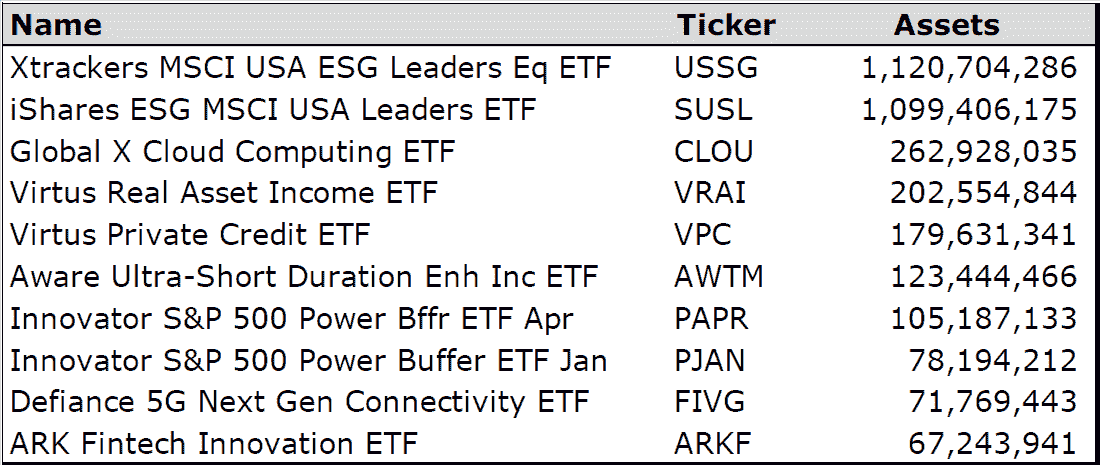 Name Ticker Assets
Xtrackers MSCI USA ESG Leaders Eq ETF USSG 1,120,704,286
iShares ESG MSCI USA Leaders ETF SUSL 1,099,406,175
Global X Cloud Computing ETF CLOU 262,928,035
Virtus Real Asset Income ETF VRAI 202,554,844
Virtus Private Credit ETF VPC 179,631,341
Aware Ultra-Short Duration Enh Inc ETF AWTM 123,444,466
Innovator S&P 500 Power Bffr ETF Apr PAPR 105,187,133
Innovator S&P 500 Power Buffer ETF Jan PJAN 78,194,212
Defiance 5G Next Gen Connectivity ETF FIVG 71,769,443
ARK Fintech Innovation ETF ARKF 67,243,941